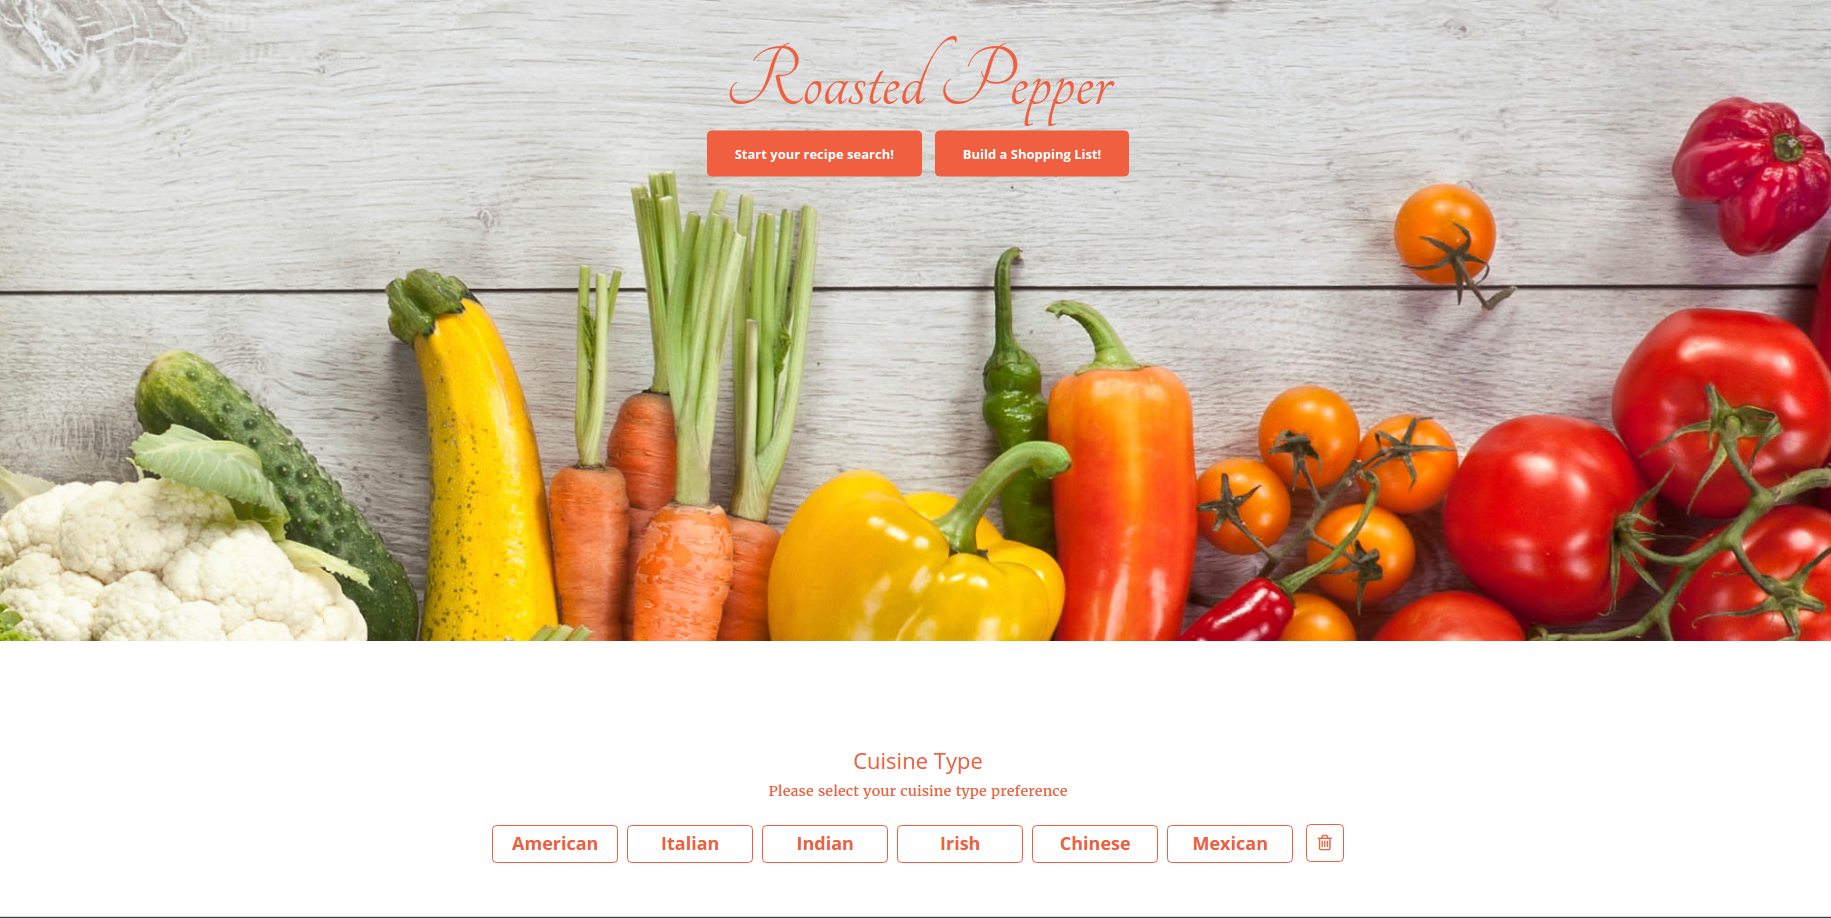 Roasted Pepper
Start your recipe search! Build a Shopping List!
Cuisine Type
Please select your cuisine type preference
American Italian Indian Irish Chinese Mexican